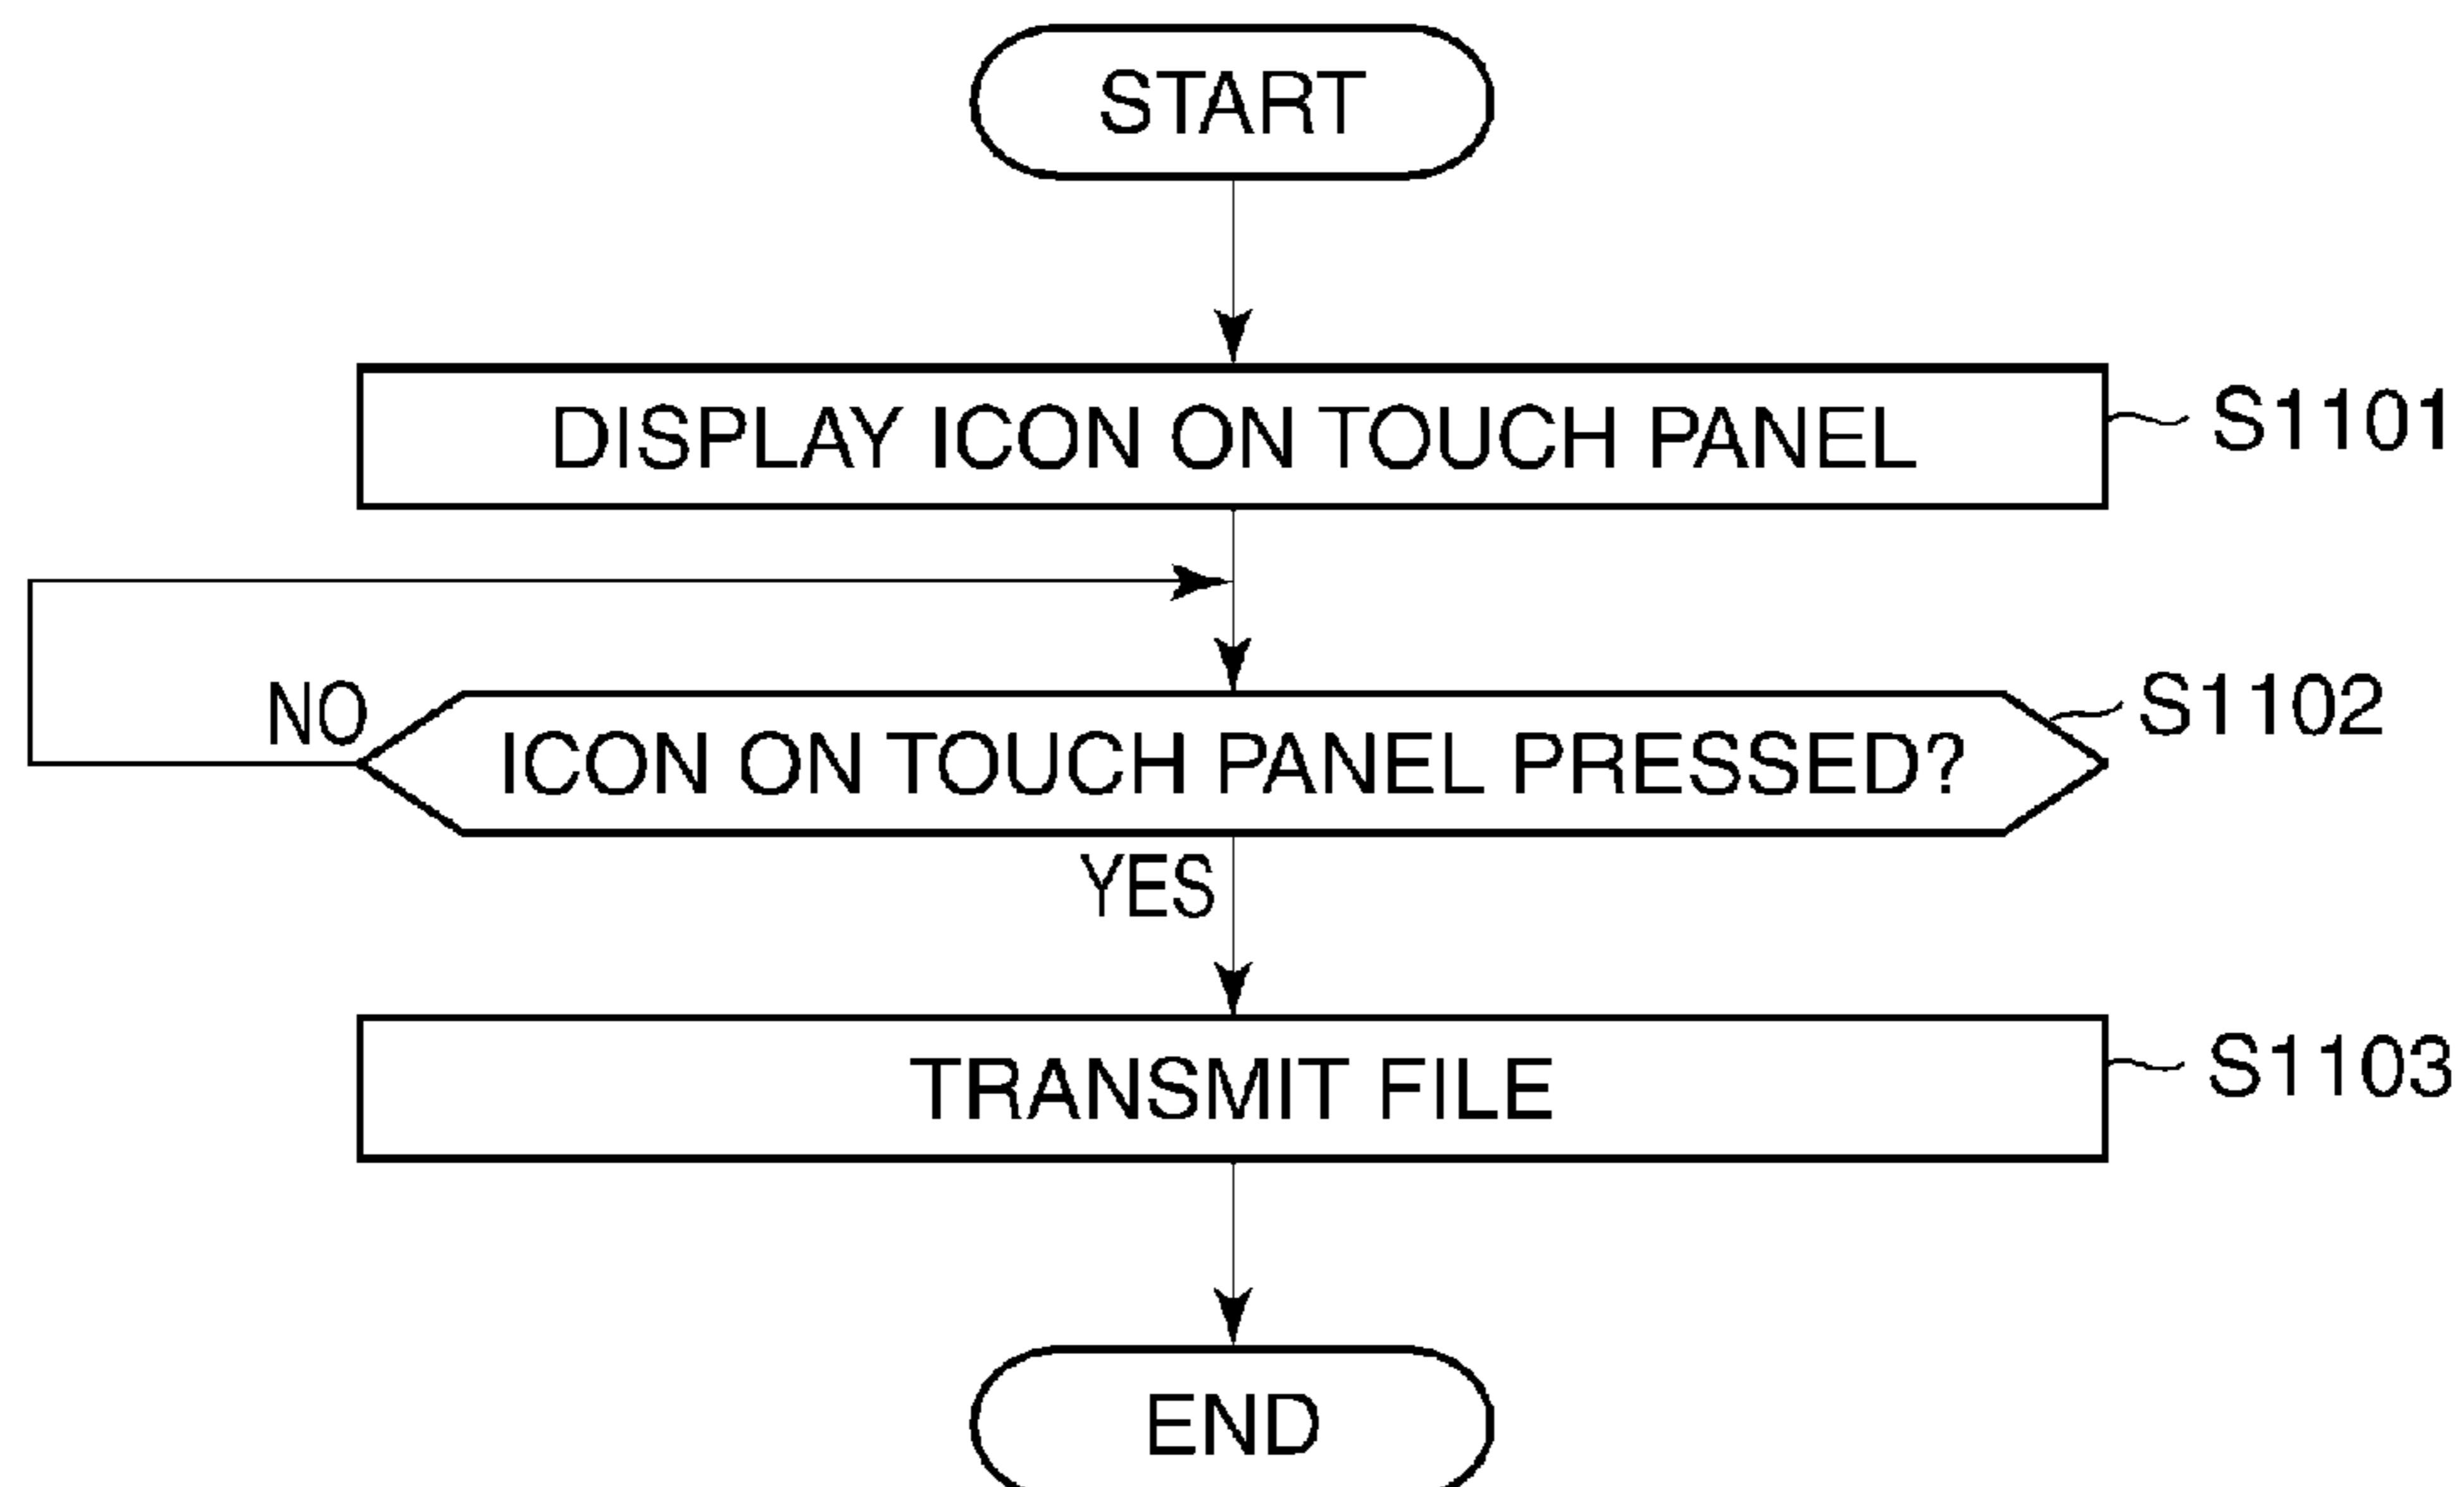 START
DISPLAY ICON ON TOUCH PANEL
S1101
NO
ICON ON TOUCH PANEL PRESSED?
S1102
YES
TRANSMIT FILE
S1103
END